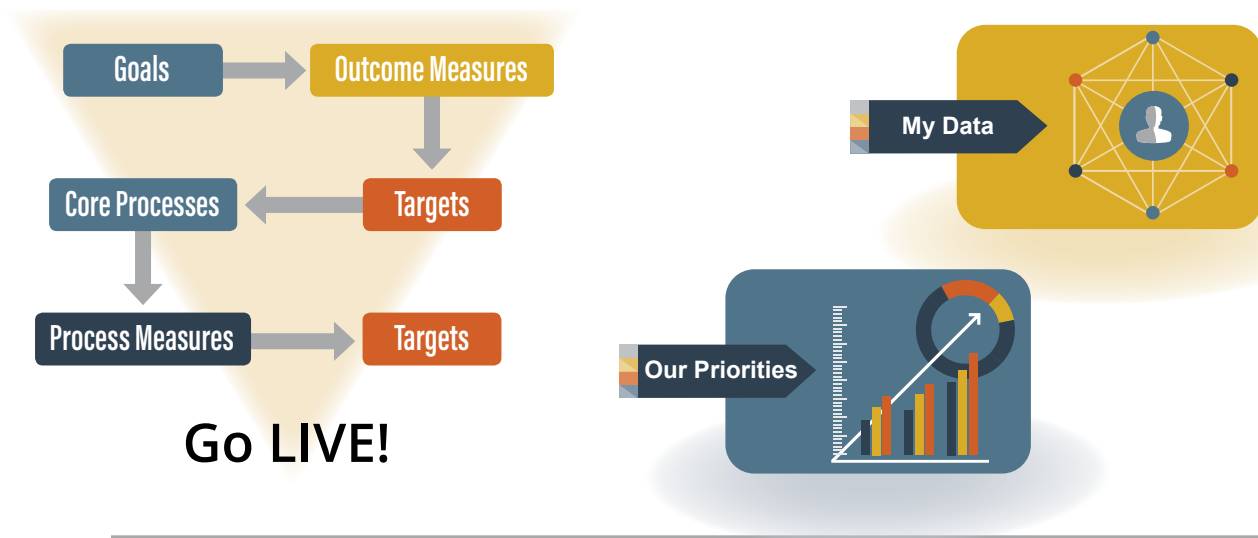 Goals
Outcome Measures
Core Processes
Targets
Process Measures
Targets
Go LIVE!
My Data
Our Priorities